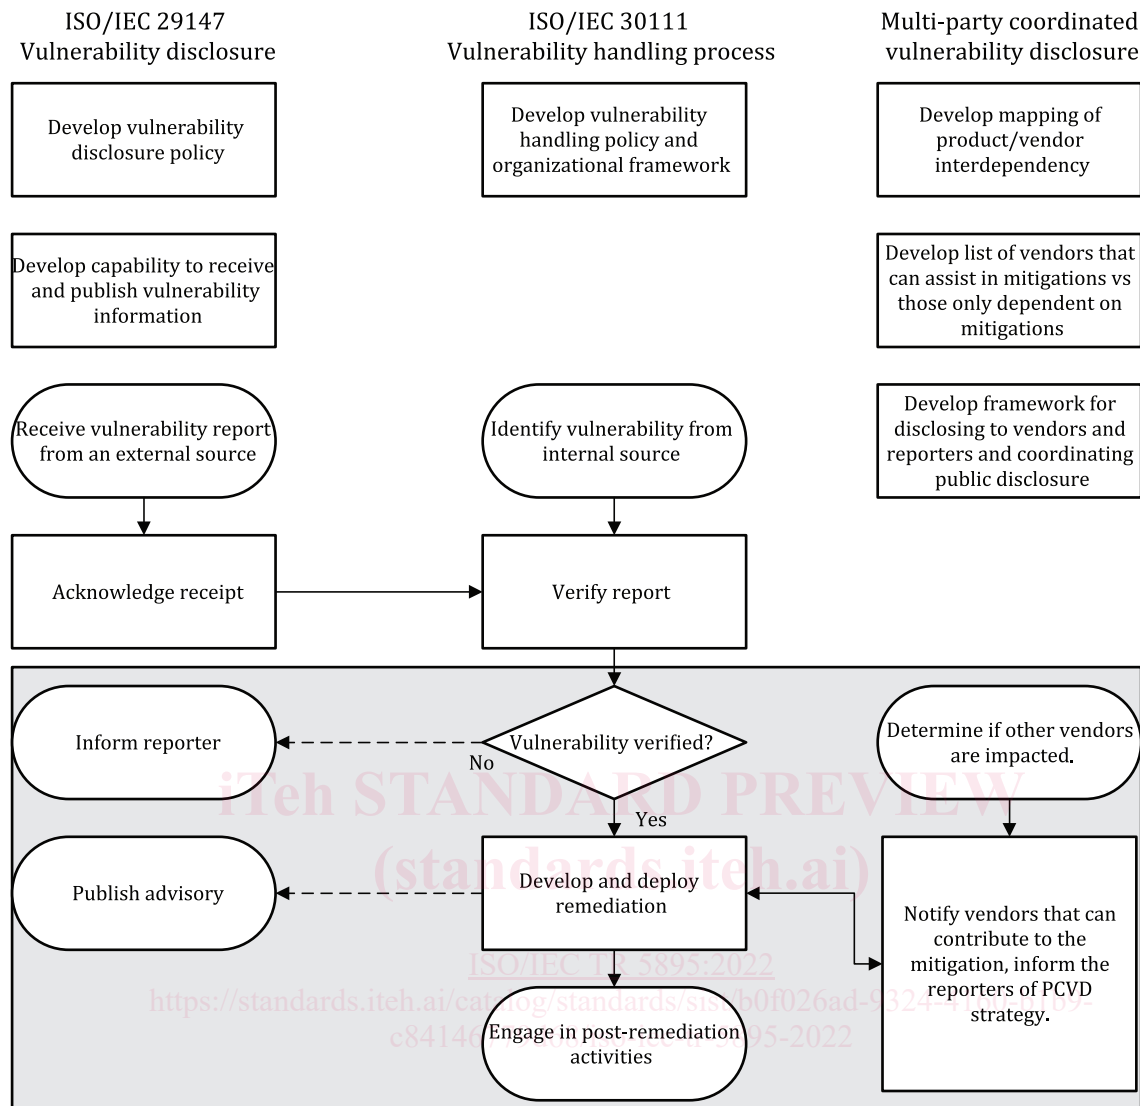 ISO/IEC 29147
Vulnerability disclosure
ISO/IEC 30111
Vulnerability handling process
Multi-party coordinated
vulnerability disclosure
Develop vulnerability
disclosure policy
Develop vulnerability
handling policy and
organizational framework
Develop mapping of
product/vendor
interdependency
Develop capability to receive
and publish vulnerability
information
Develop list of vendors that
can assist in mitigations vs
those only dependent on
mitigations
Receive vulnerability report
from an external source
Identify vulnerability from
internal source
Develop framework for
disclosing to vendors and
reporters and coordinating
public disclosure
Acknowledge receipt
Verify report
Inform reporter
No
Vulnerability verified?
Yes
Determine if other vendors
are impacted.
iTeh STANDARD PREVIEW
(standards.iteh.ai)
Publish advisory
Develop and deploy
remediation
Notify vendors that can
contribute to the
mitigation, inform the
reporters of PCVD
strategy.
ISO/IEC TR 5895:2022
Engage in post-remediation
activities